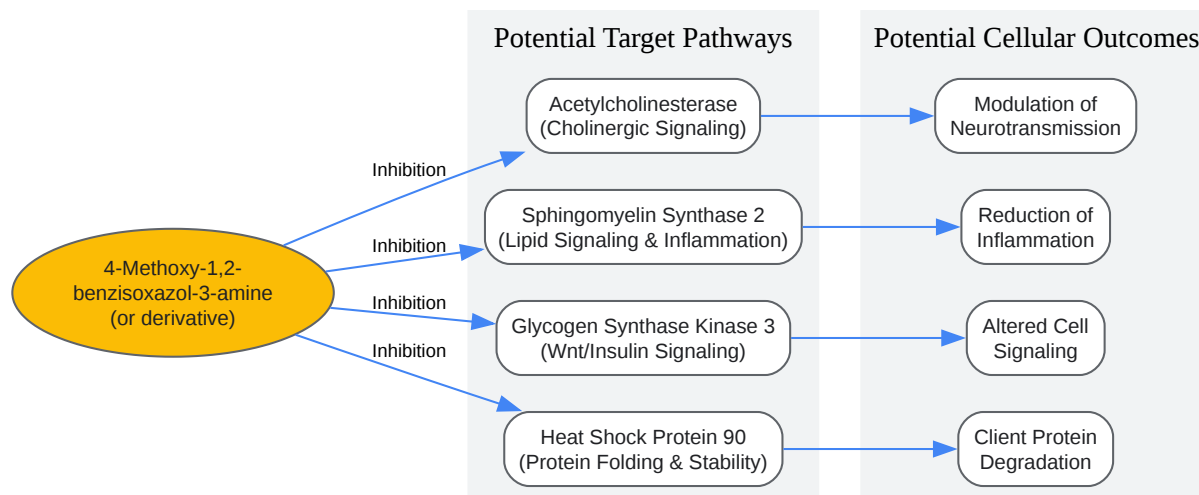 Potential Target Pathways
Potential Cellular Outcomes
4-Methoxy-1,2-
benzisoxazol-3-amine
(or derivative)
Inhibition
Acetylcholinesterase
(Cholinergic Signaling)
Modulation of
Neurotransmission
Inhibition
Sphingomyelin Synthase 2
(Lipid Signaling & Inflammation)
Reduction of
Inflammation
Inhibition
Glycogen Synthase Kinase 3
(Wnt/Insulin Signaling)
Altered Cell
Signaling
Inhibition
Heat Shock Protein 90
(Protein Folding & Stability)
Client Protein
Degradation